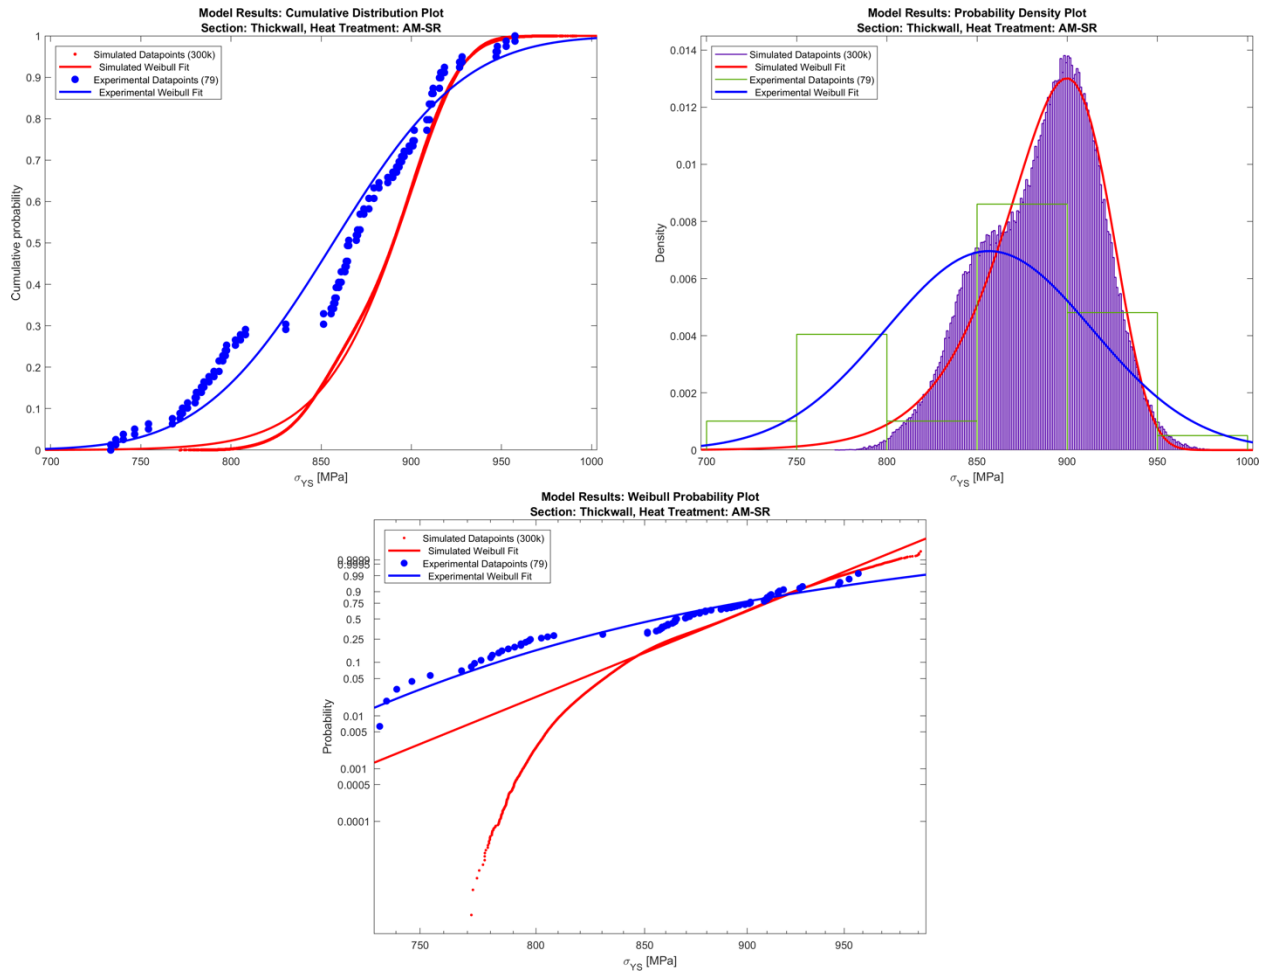 Model Results: Cumulative Distribution Plot
Section: Thickwall, Heat Treatment: AM-SR
1
0.9
0.8
0.7
0.6
0.5
0.4
0.3
0.2
0.1
0
Cumulative probability
Simulated Datapoints (300k)
Simulated Weibull Fit
Experimental Datapoints (79)
Experimental Weibull Fit
700 750 800 850 900 950 1000
σYS [MPa]
Model Results: Probability Density Plot
Section: Thickwall, Heat Treatment: AM-SR
0.014
0.012
0.01
0.008
0.006
0.004
0.002
0
Density
Simulated Datapoints (300k)
Simulated Weibull Fit
Experimental Datapoints (79)
Experimental Weibull Fit
700 750 800 850 900 950 1000
σYS [MPa]
Model Results: Weibull Probability Plot
Section: Thickwall, Heat Treatment: AM-SR
0.9999
0.9995
0.99
0.9
0.75
0.5
0.25
0.1
0.05
0.01
0.005
0.001
0.0005
0.0001
Probability
Simulated Datapoints (300k)
Simulated Weibull Fit
Experimental Datapoints (79)
Experimental Weibull Fit
750 800 850 900 950
σYS [MPa]